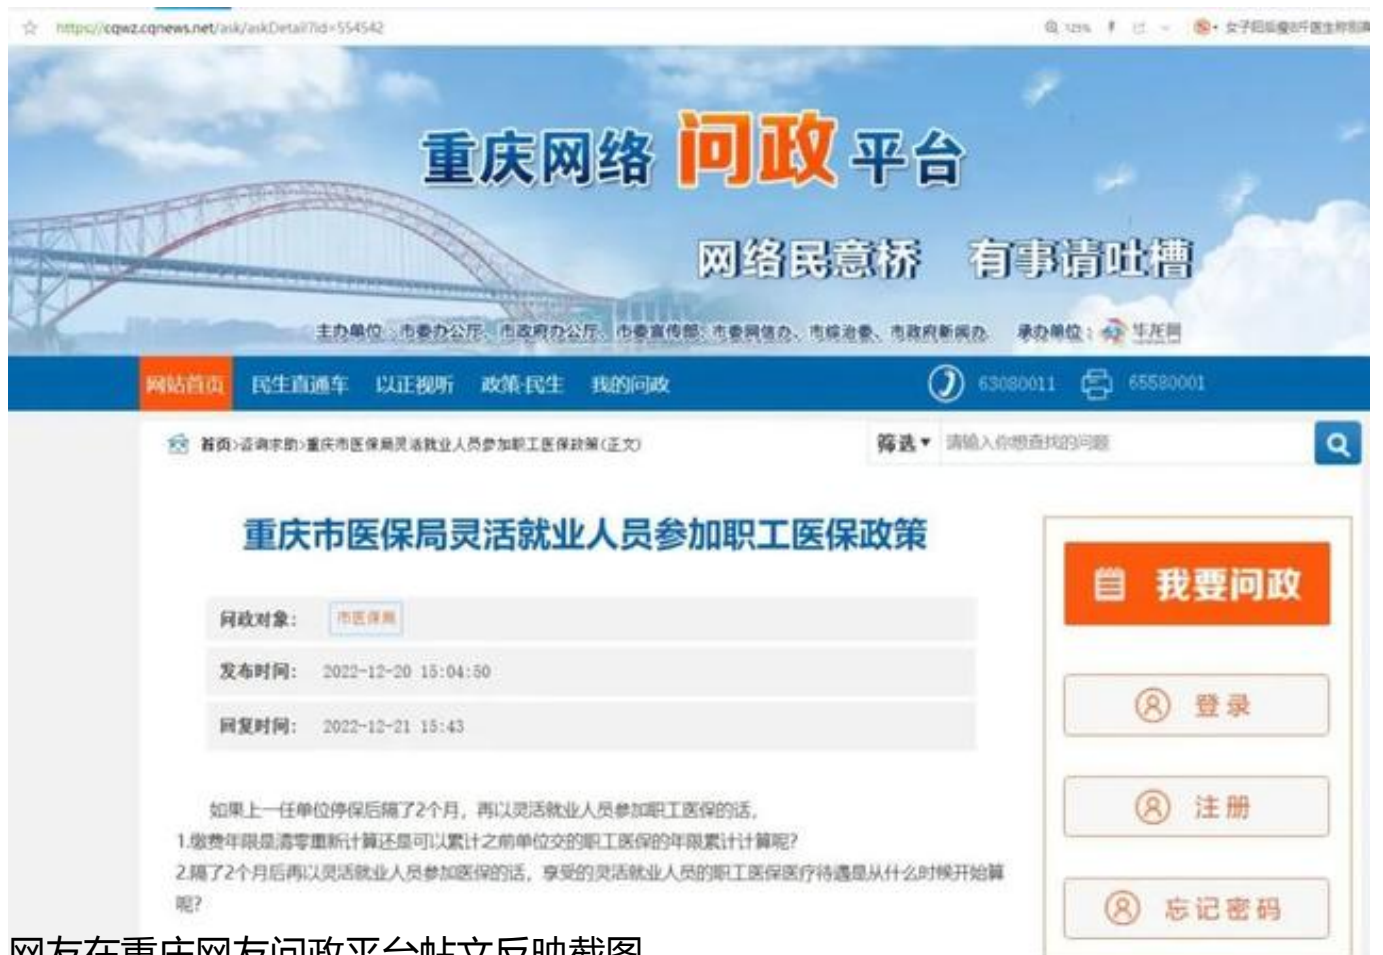 https://cqwz.cqnews.net/ask/askDetail?id=554542
125%
重庆网络 问政 平台
网络民意桥 有事请吐槽
主办单位：市委办公厅、市政府办公厅、市委宣传部、市委网信办、市综治委、市政府新闻办 承办单位：华龙网
网站首页 民生直通车 以正视听 政策·民生 我的问政 63080011 65580001
首页>咨询求助>重庆市医保局灵活就业人员参加职工医保政策(正文) 筛选▼ 请输入你想查找的问题
重庆市医保局灵活就业人员参加职工医保政策
我要问政
问政对象： 市医保局
发布时间： 2022-12-20 15:04:50
回复时间： 2022-12-21 15:43
登录
注册
忘记密码
如果上一任单位停保后隔了2个月，再以灵活就业人员参加职工医保的话，
1.缴费年限是清零重新计算还是可以累计之前单位交的职工医保的年限累计计算呢？
2.隔了2个月后再以灵活就业人员参加医保的话，享受的灵活就业人员的职工医保医疗待遇是从什么时候开始算
呢？
网友在重庆网友问政平台帖文反映截图